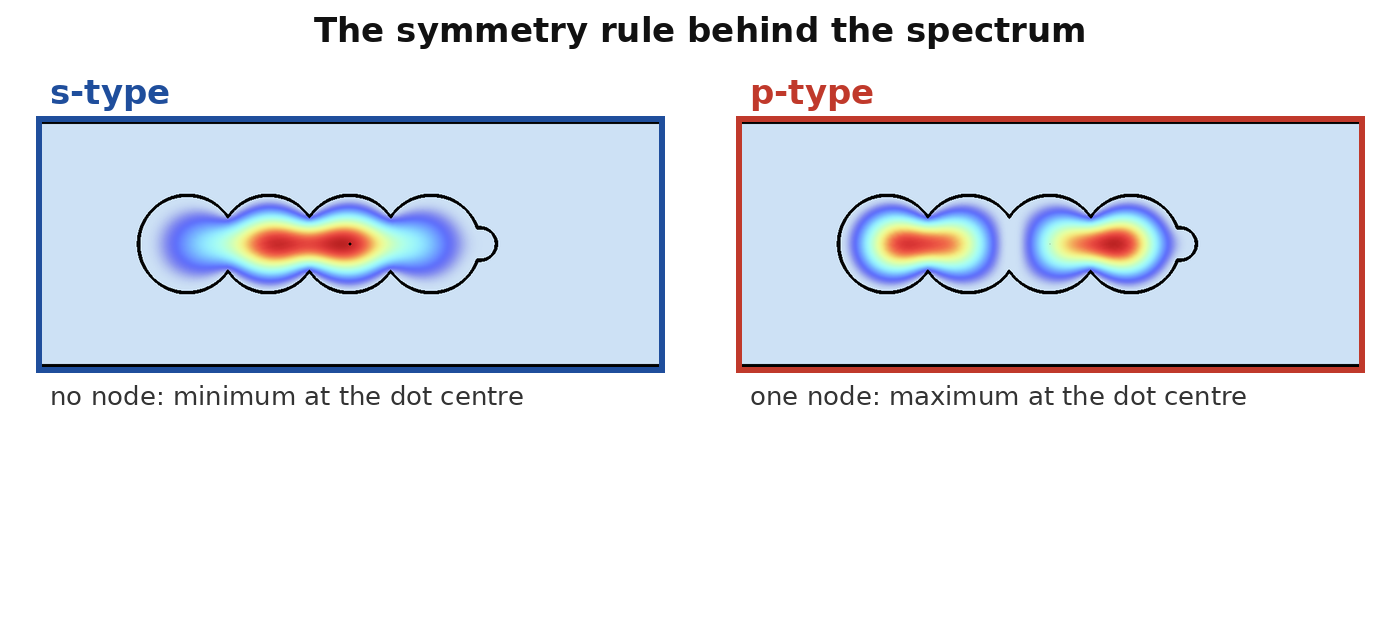 The symmetry rule behind the spectrum
s-type
p-type
no node: minimum at the dot centre
one node: maximum at the dot centre